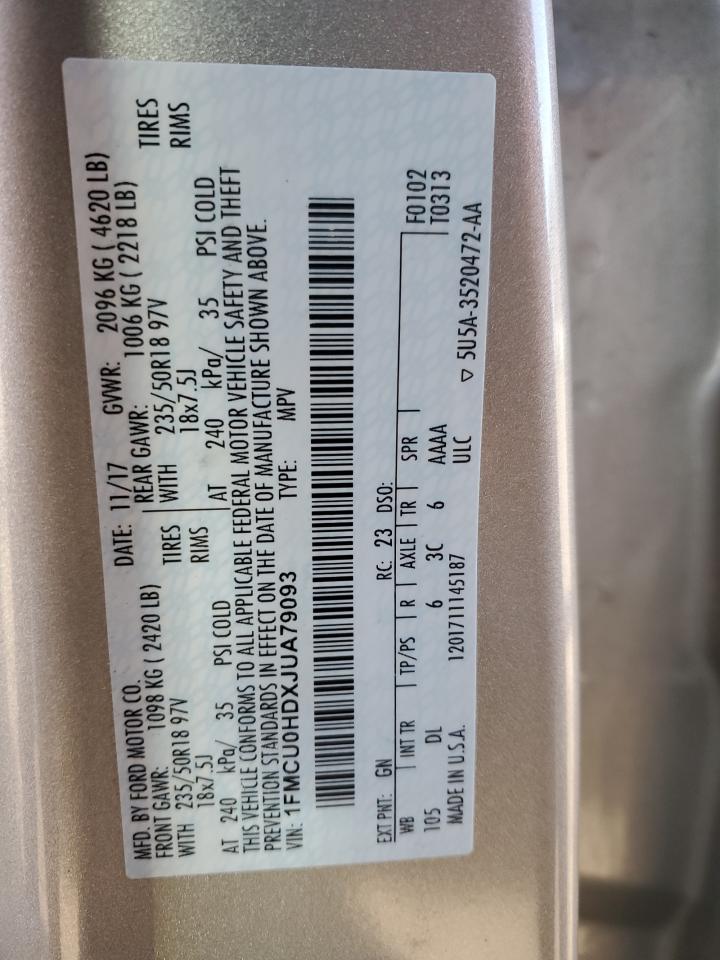 MFD. BY FORD MOTOR CO.
DATE: 11/17 GVWR: 2096 KG ( 4620 LB)
FRONT GAWR: 1098 KG ( 2420 LB) REAR GAWR: 1006 KG ( 2218 LB)
WITH 235/50R18 97V TIRES WITH 235/50R18 97V TIRES
18x7.5J RIMS 18x7.5J RIMS
AT 240 kPa/ 35 PSI COLD AT 240 kPa/ 35 PSI COLD
THIS VEHICLE CONFORMS TO ALL APPLICABLE FEDERAL MOTOR VEHICLE SAFETY AND THEFT
PREVENTION STANDARDS IN EFFECT ON THE DATE OF MANUFACTURE SHOWN ABOVE.
VIN: 1FMCU0HDXJUA79093 TYPE: MPV
EXT PNT: GN RC: 23 DSO: F0102
WB INT TR TP/PS R AXLE TR SPR T0313
105 DL 6 3C 6 AAAA
MADE IN U.S.A. 1201711145187 ULC ▽ 5U5A-3520472-AA